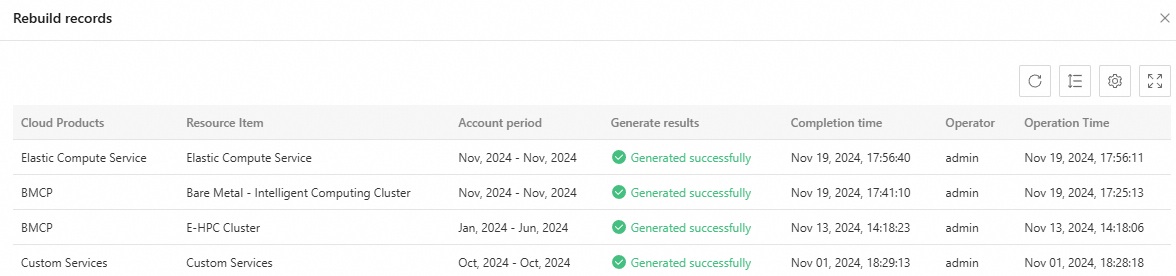 Rebuild records
Cloud Products Resource Item Account period Generate results Completion time Operator Operation Time
Elastic Compute Service Elastic Compute Service Nov, 2024 - Nov, 2024 Generated successfully Nov 19, 2024, 17:56:40 admin Nov 19, 2024, 17:56:11
BMCP Bare Metal - Intelligent Computing Cluster Nov, 2024 - Nov, 2024 Generated successfully Nov 19, 2024, 17:41:10 admin Nov 19, 2024, 17:25:13
BMCP E-HPC Cluster Jan, 2024 - Jun, 2024 Generated successfully Nov 13, 2024, 14:18:23 admin Nov 13, 2024, 14:18:06
Custom Services Custom Services Oct, 2024 - Oct, 2024 Generated successfully Nov 01, 2024, 18:29:13 admin Nov 01, 2024, 18:28:18